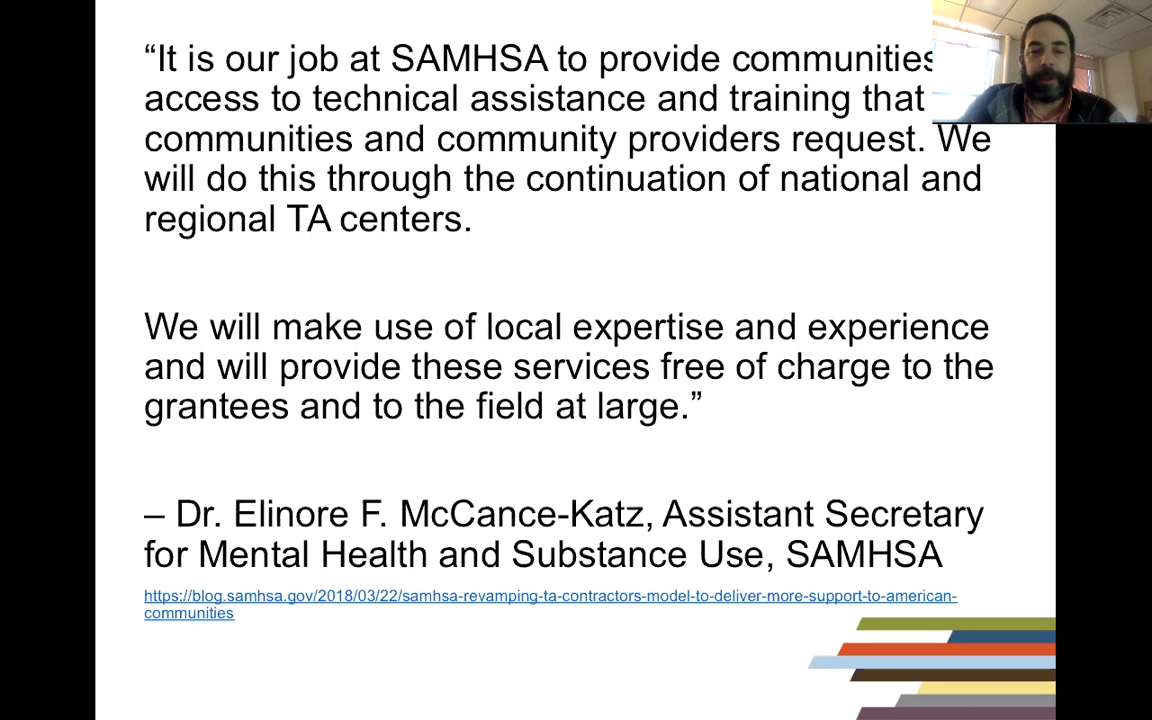 “It is our job at SAMHSA to provide communities
access to technical assistance and training that
communities and community providers request. We
will do this through the continuation of national and
regional TA centers.
We will make use of local expertise and experience
and will provide these services free of charge to the
grantees and to the field at large.”
– Dr. Elinore F. McCance-Katz, Assistant Secretary
for Mental Health and Substance Use, SAMHSA
https://blog.samhsa.gov/2018/03/22/samhsa-revamping-ta-contractors-model-to-deliver-more-support-to-american-
communities